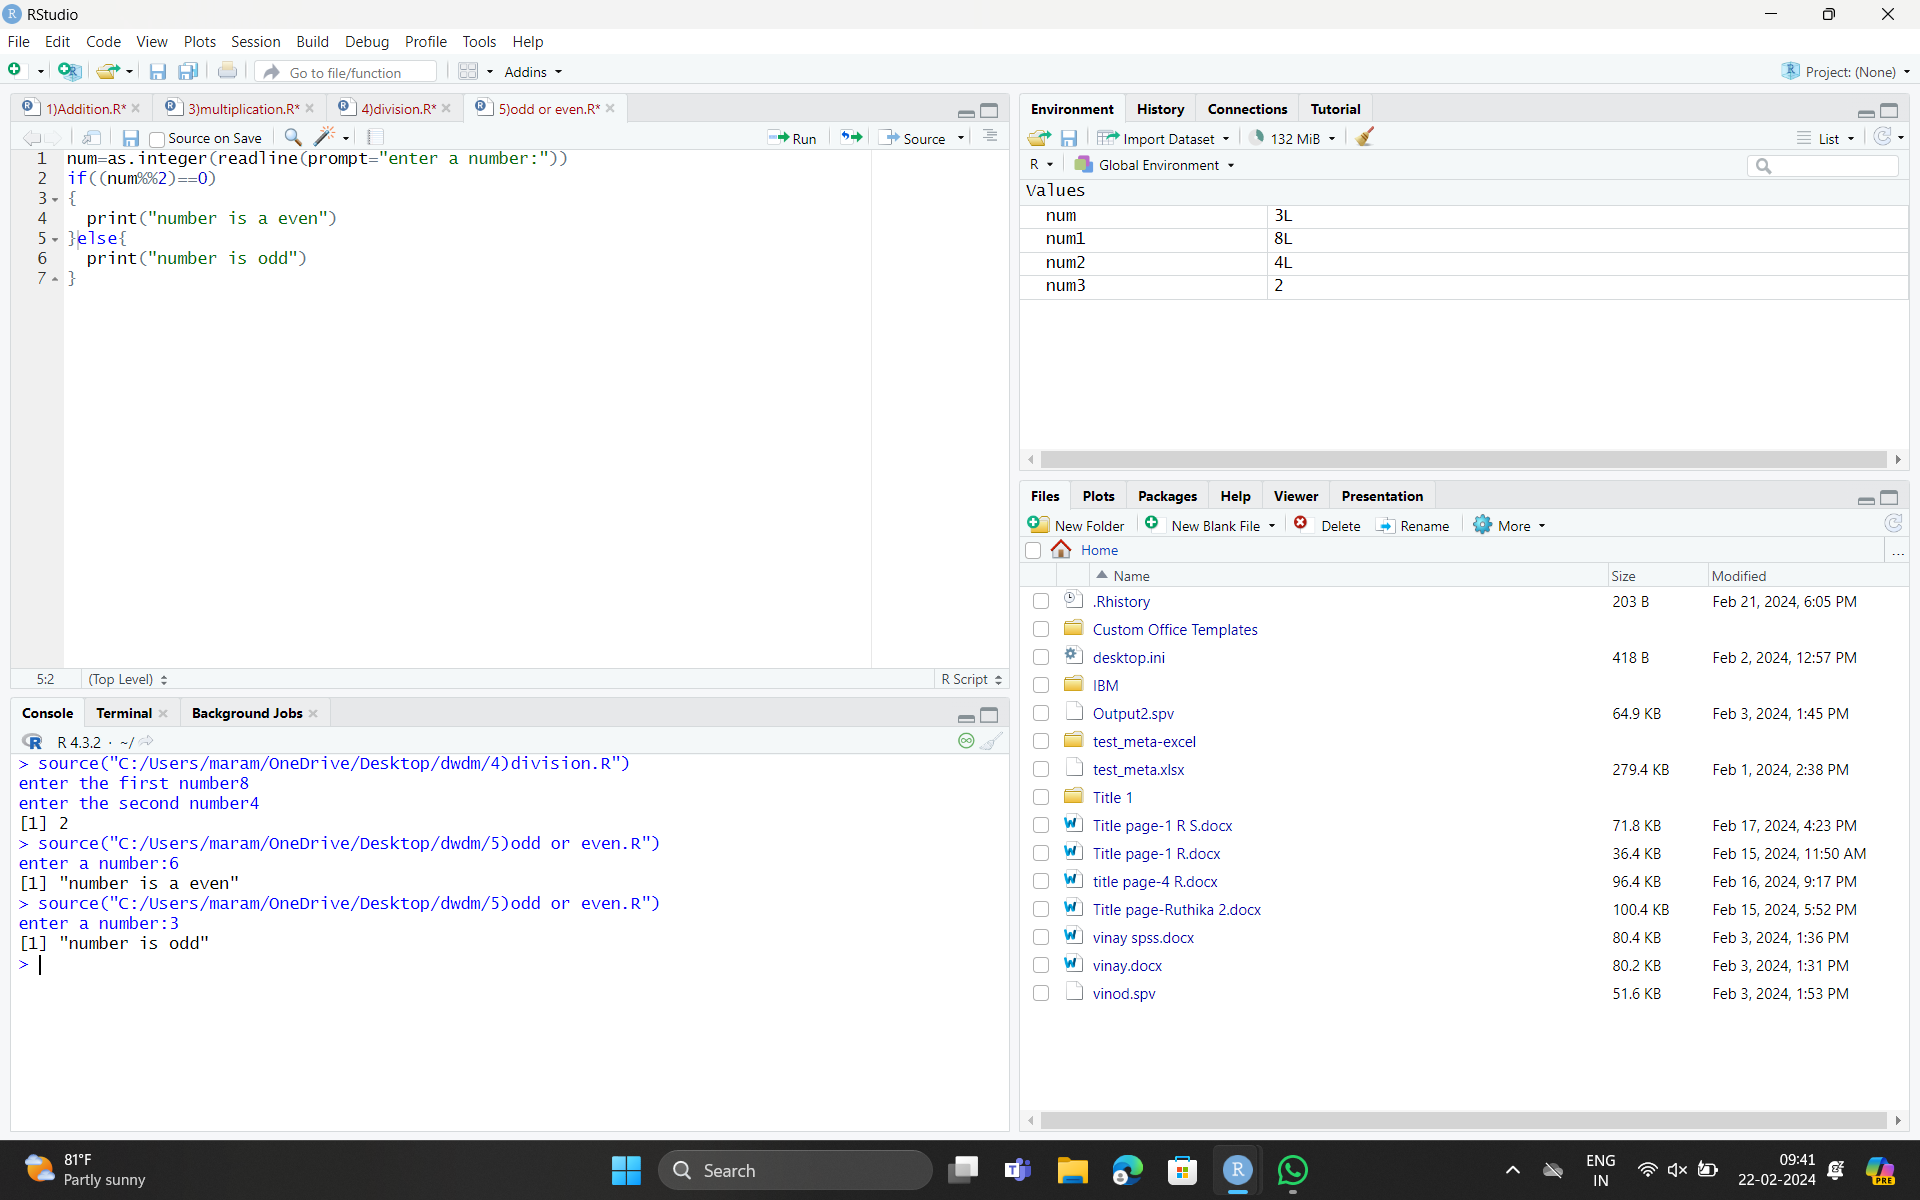 RStudio
File Edit Code View Plots Session Build Debug Profile Tools Help
Go to file/function Addins Project: (None)
1)Addition.R* 3)multiplication.R* 4)division.R* 5)odd or even.R*
Source on Save Run Source
1 num=as.integer(readline(prompt="enter a number:"))
2 if((num%%2)==0)
3 {
4 print("number is a even")
5 }else{
6 print("number is odd")
7 }
5:2 (Top Level) R Script
Console Terminal Background Jobs
R 4.3.2 · ~/
> source("C:/Users/maram/OneDrive/Desktop/dwdm/4)division.R")
enter the first number8
enter the second number4
[1] 2
> source("C:/Users/maram/OneDrive/Desktop/dwdm/5)odd or even.R")
enter a number:6
[1] "number is a even"
> source("C:/Users/maram/OneDrive/Desktop/dwdm/5)odd or even.R")
enter a number:3
[1] "number is odd"
>
Environment History Connections Tutorial
Import Dataset 132 MiB List
R Global Environment
Values
num 3L
num1 8L
num2 4L
num3 2
Files Plots Packages Help Viewer Presentation
New Folder New Blank File Delete Rename More
Home ...
Name Size Modified
.Rhistory 203 B Feb 21, 2024, 6:05 PM
Custom Office Templates
desktop.ini 418 B Feb 2, 2024, 12:57 PM
IBM
Output2.spv 64.9 KB Feb 3, 2024, 1:45 PM
test_meta-excel
test_meta.xlsx 279.4 KB Feb 1, 2024, 2:38 PM
Title 1
Title page-1 R S.docx 71.8 KB Feb 17, 2024, 4:23 PM
Title page-1 R.docx 36.4 KB Feb 15, 2024, 11:50 AM
title page-4 R.docx 96.4 KB Feb 16, 2024, 9:17 PM
Title page-Ruthika 2.docx 100.4 KB Feb 15, 2024, 5:52 PM
vinay spss.docx 80.4 KB Feb 3, 2024, 1:36 PM
vinay.docx 80.2 KB Feb 3, 2024, 1:31 PM
vinod.spv 51.6 KB Feb 3, 2024, 1:53 PM
81°F
Partly sunny
Search
ENG
IN
09:41
22-02-2024
PRE